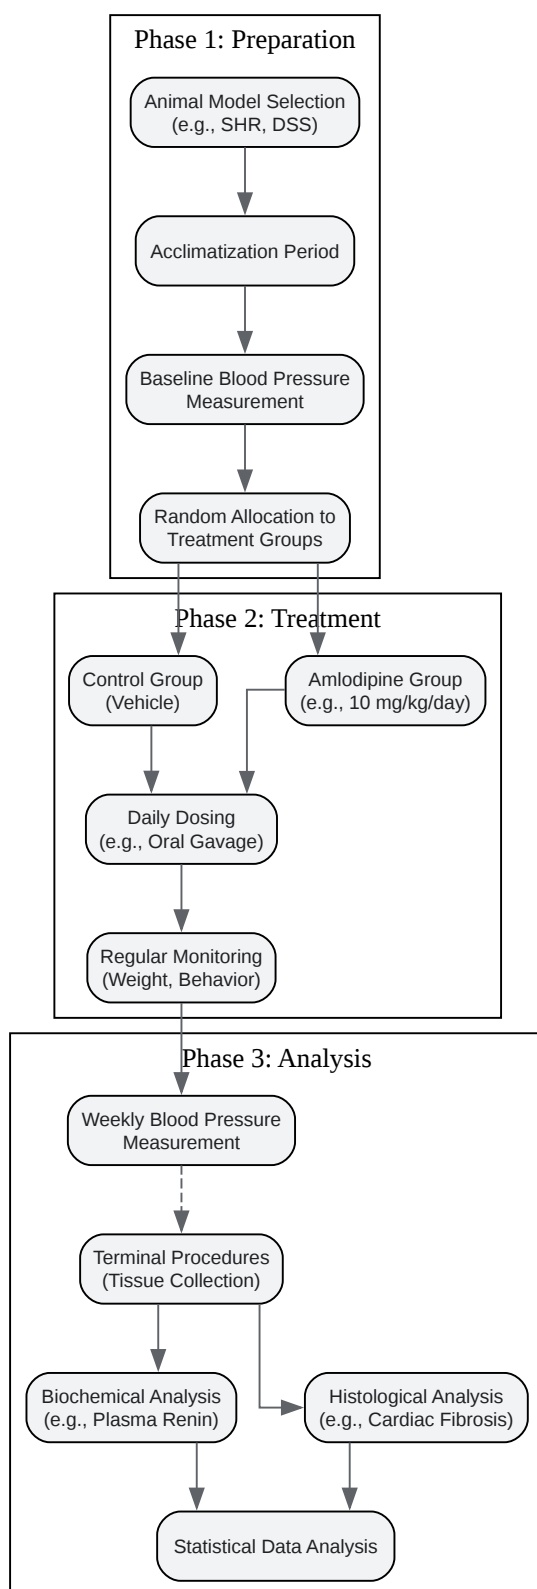 Phase 1: Preparation
Animal Model Selection
(e.g., SHR, DSS)
Acclimatization Period
Baseline Blood Pressure
Measurement
Random Allocation to
Treatment Groups
Phase 2: Treatment
Control Group
(Vehicle)
Amlodipine Group
(e.g., 10 mg/kg/day)
Daily Dosing
(e.g., Oral Gavage)
Regular Monitoring
(Weight, Behavior)
Phase 3: Analysis
Weekly Blood Pressure
Measurement
Terminal Procedures
(Tissue Collection)
Biochemical Analysis
(e.g., Plasma Renin)
Histological Analysis
(e.g., Cardiac Fibrosis)
Statistical Data Analysis